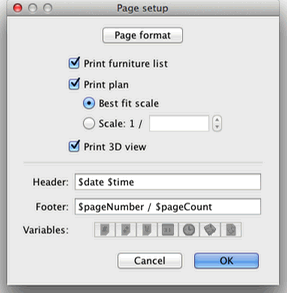 Page setup
Page format
Print furniture list
Print plan
Best fit scale
Scale: 1 /
Print 3D view
Header: $date $time
Footer: $pageNumber / $pageCount
Variables:
Cancel OK